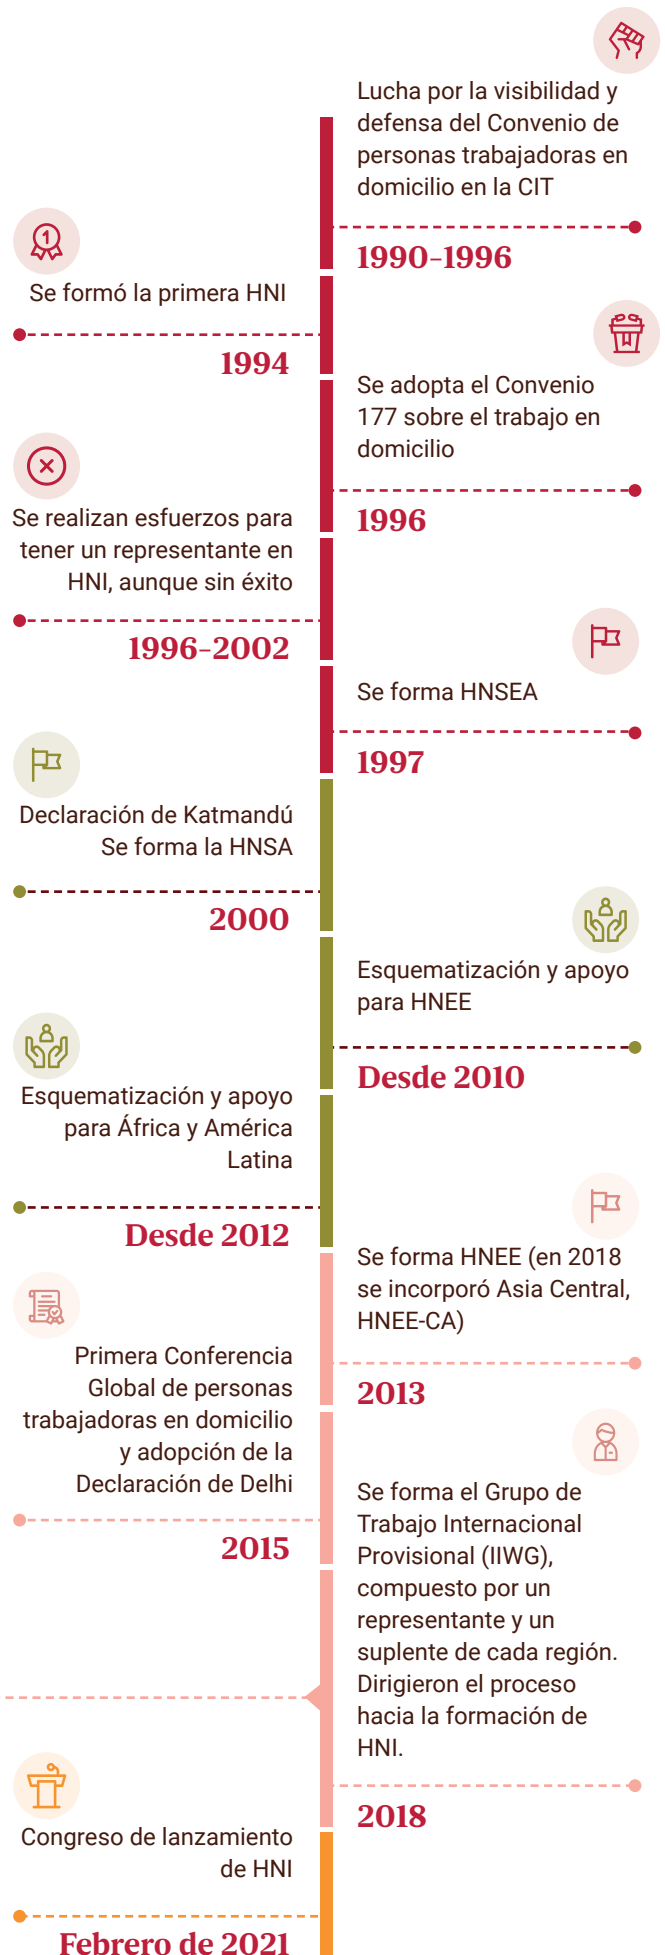 Lucha por la visibilidad y
defensa del Convenio de
personas trabajadoras en
domicilio en la CIT
1990-1996
1
Se formó la primera HNI
1994
Se adopta el Convenio
177 sobre el trabajo en
domicilio
1996
Se realizan esfuerzos para
tener un representante en
HNI, aunque sin éxito
1996-2002
Se forma HNSEA
1997
Declaración de Katmandú
Se forma la HNSA
2000
Esquematización y apoyo
para HNEE
Desde 2010
Esquematización y apoyo
para África y América
Latina
Desde 2012
Se forma HNEE (en 2018
se incorporó Asia Central,
HNEE-CA)
2013
Primera Conferencia
Global de personas
trabajadoras en domicilio
y adopción de la
Declaración de Delhi
2015
Se forma el Grupo de
Trabajo Internacional
Provisional (IIWG),
compuesto por un
representante y un
suplente de cada región.
Dirigieron el proceso
hacia la formación de
HNI.
2018
Congreso de lanzamiento
de HNI
Febrero de 2021